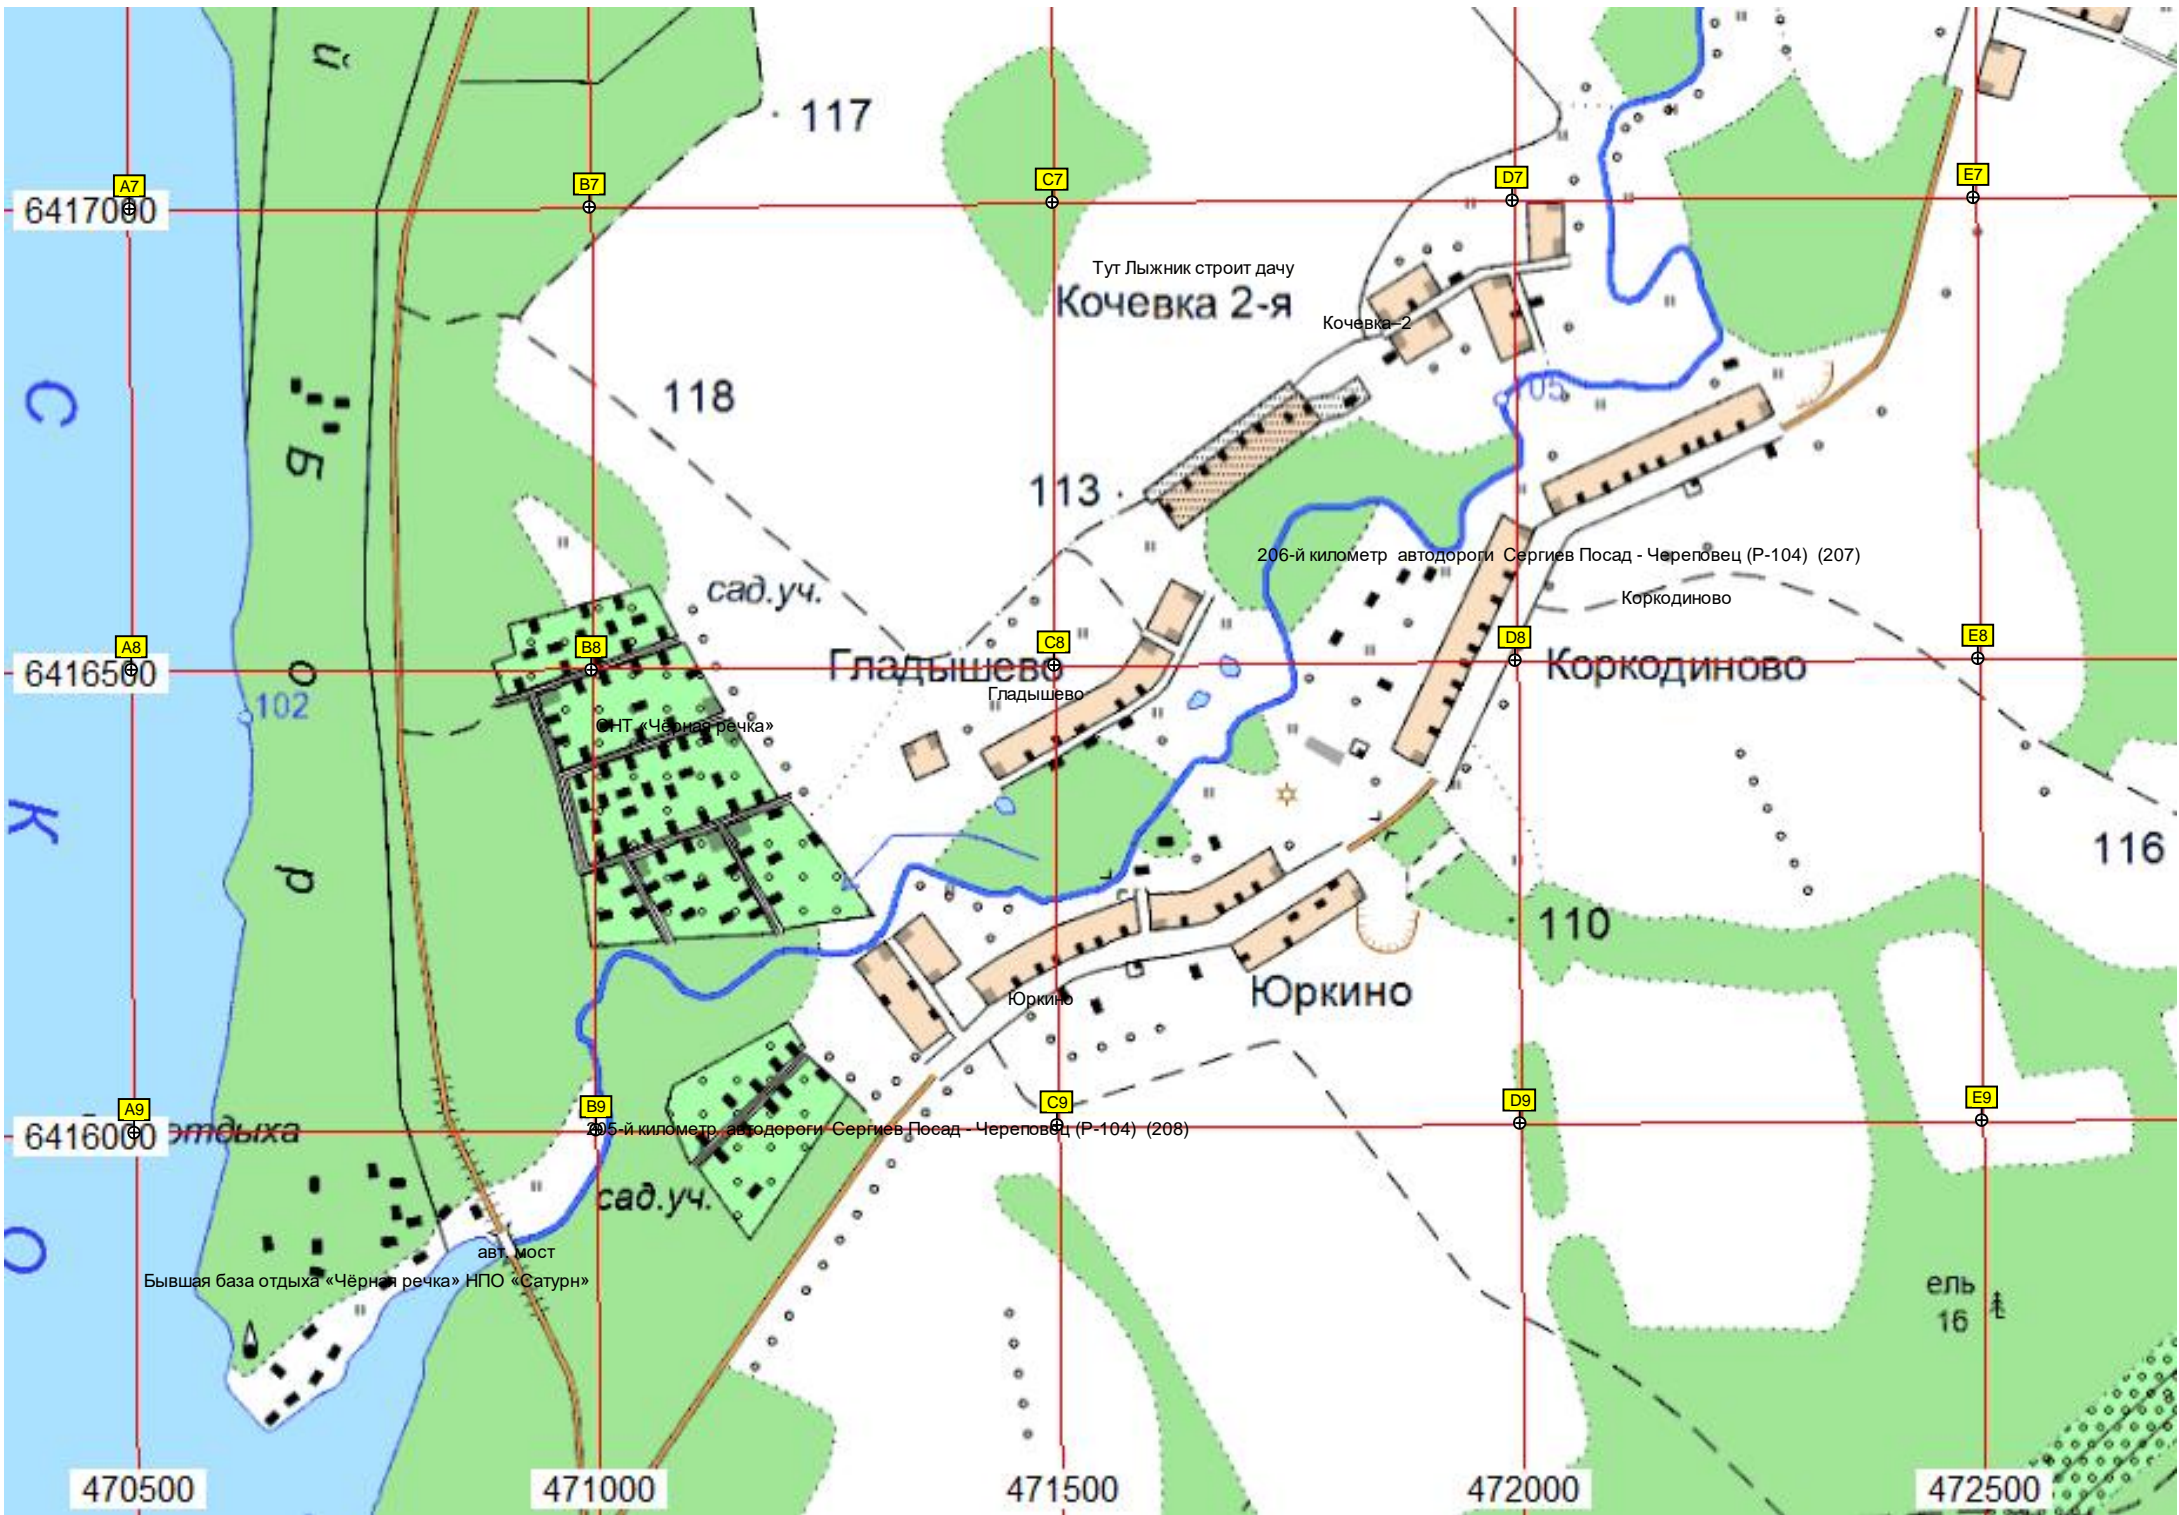 й
117
A7
B7
C7
D7
E7
6417000
Тут Лыжник строит дачу
Кочевка 2-я
Кочевка–2
С
118
105
Б
113
206-й километр автодороги Сергиев Посад - Череповец (Р-104) (207)
сад.уч.
Коркодиново
A8
B8
C8
D8
E8
6416500
о
Гладышево
Коркодиново
Гладышево
102
СНТ «Чёрная речка»
К
р
116
110
Юркино
Юркино
A9
B9
C9
D9
E9
6416000
отдыха
205-й километр автодороги Сергиев Посад - Череповец (Р-104) (208)
сад.уч.
О
авт. мост
Бывшая база отдыха «Чёрная речка» НПО «Сатурн»
ель
16
470500
471000
471500
472000
472500